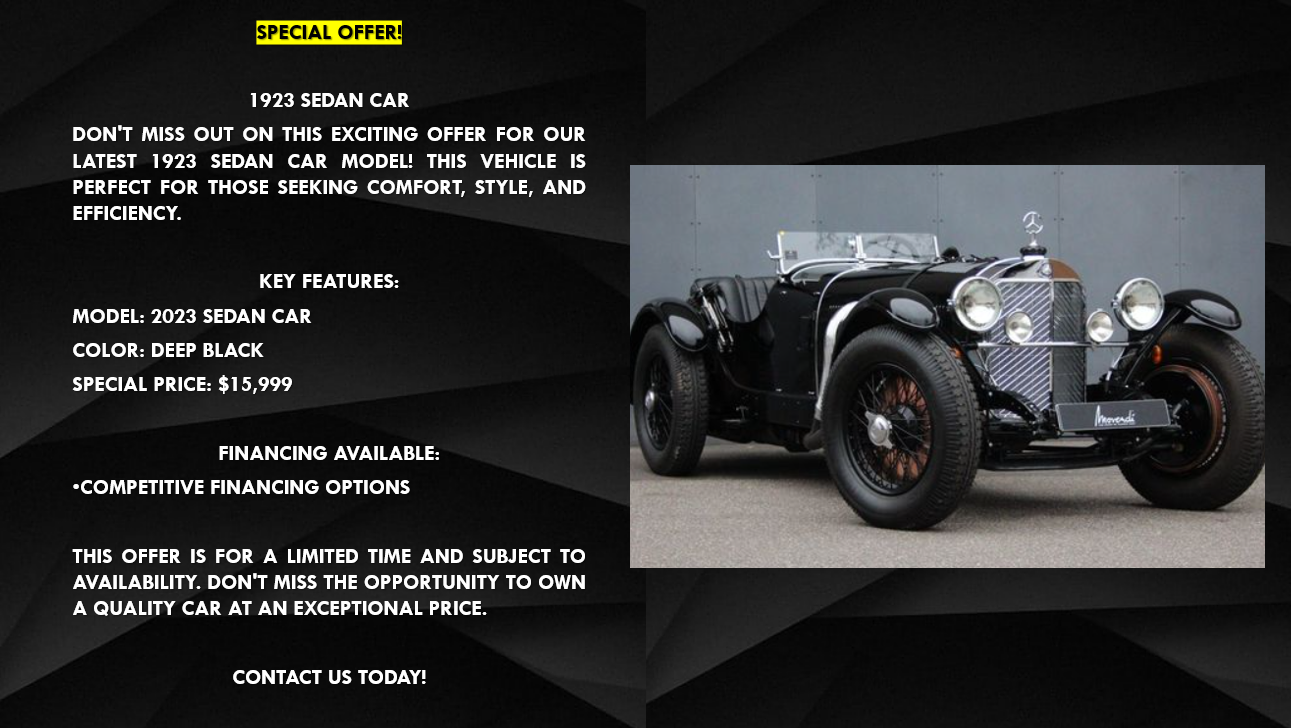 SPECIAL OFFER!
1923 SEDAN CAR
DON'T MISS OUT ON THIS EXCITING OFFER FOR OUR
LATEST 1923 SEDAN CAR MODEL! THIS VEHICLE IS
PERFECT FOR THOSE SEEKING COMFORT, STYLE, AND
EFFICIENCY.
KEY FEATURES:
MODEL: 2023 SEDAN CAR
COLOR: DEEP BLACK
SPECIAL PRICE: $15,999
FINANCING AVAILABLE:
•COMPETITIVE FINANCING OPTIONS
THIS OFFER IS FOR A LIMITED TIME AND SUBJECT TO
AVAILABILITY. DON'T MISS THE OPPORTUNITY TO OWN
A QUALITY CAR AT AN EXCEPTIONAL PRICE.
CONTACT US TODAY!
Movendi